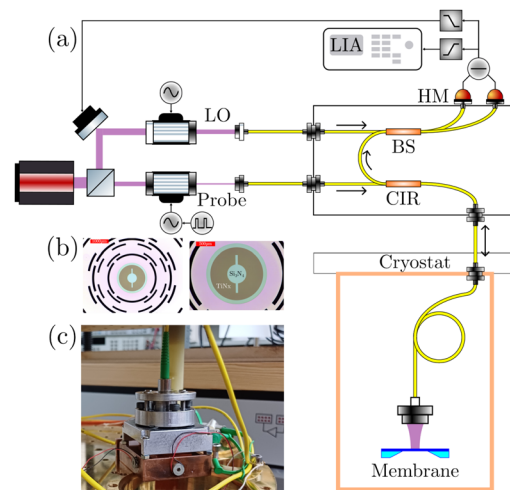 (a)
LIA
LO
HM
BS
Probe
CIR
(b)
Si₃N₄
TiNx
Cryostat
(c)
Membrane